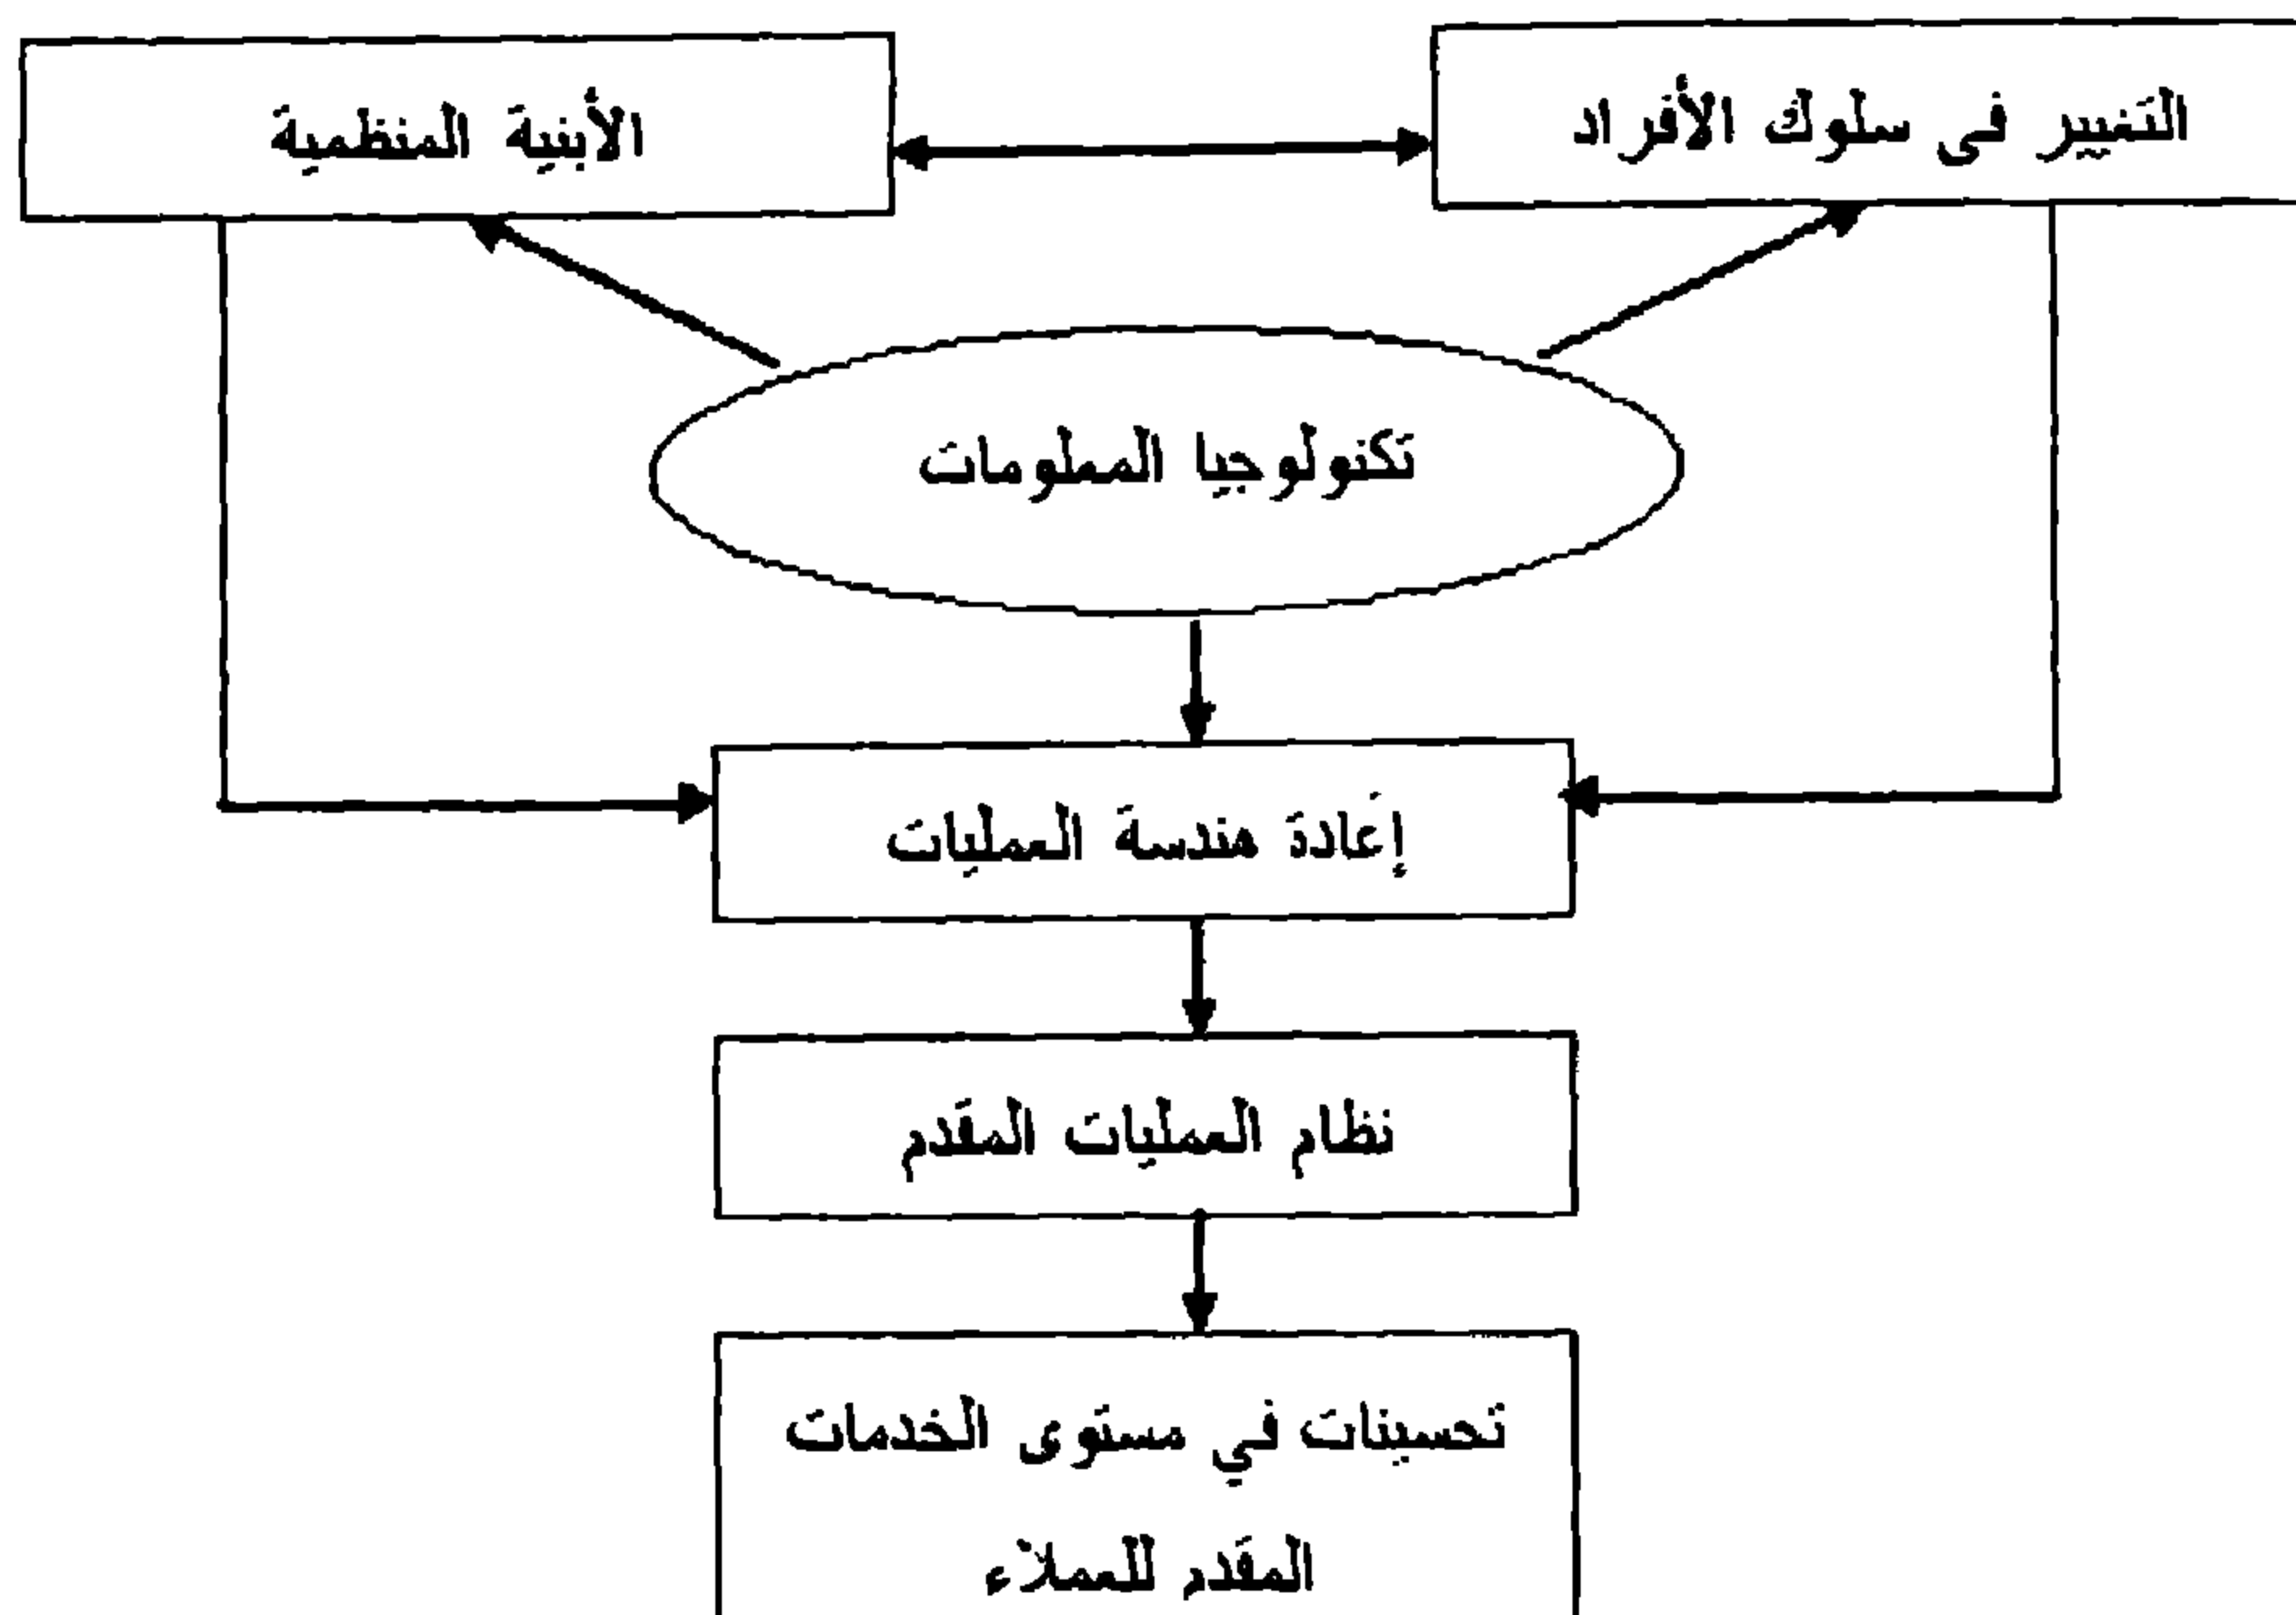 التغيير فى سلوك الأفراد
الأبنية المنظمية
تكنولوجيا المعلومات
إعادة هندسة العمليات
نظام العمليات المقدم
تحسينات في مستوى الخدمات
المقدم للعملاء